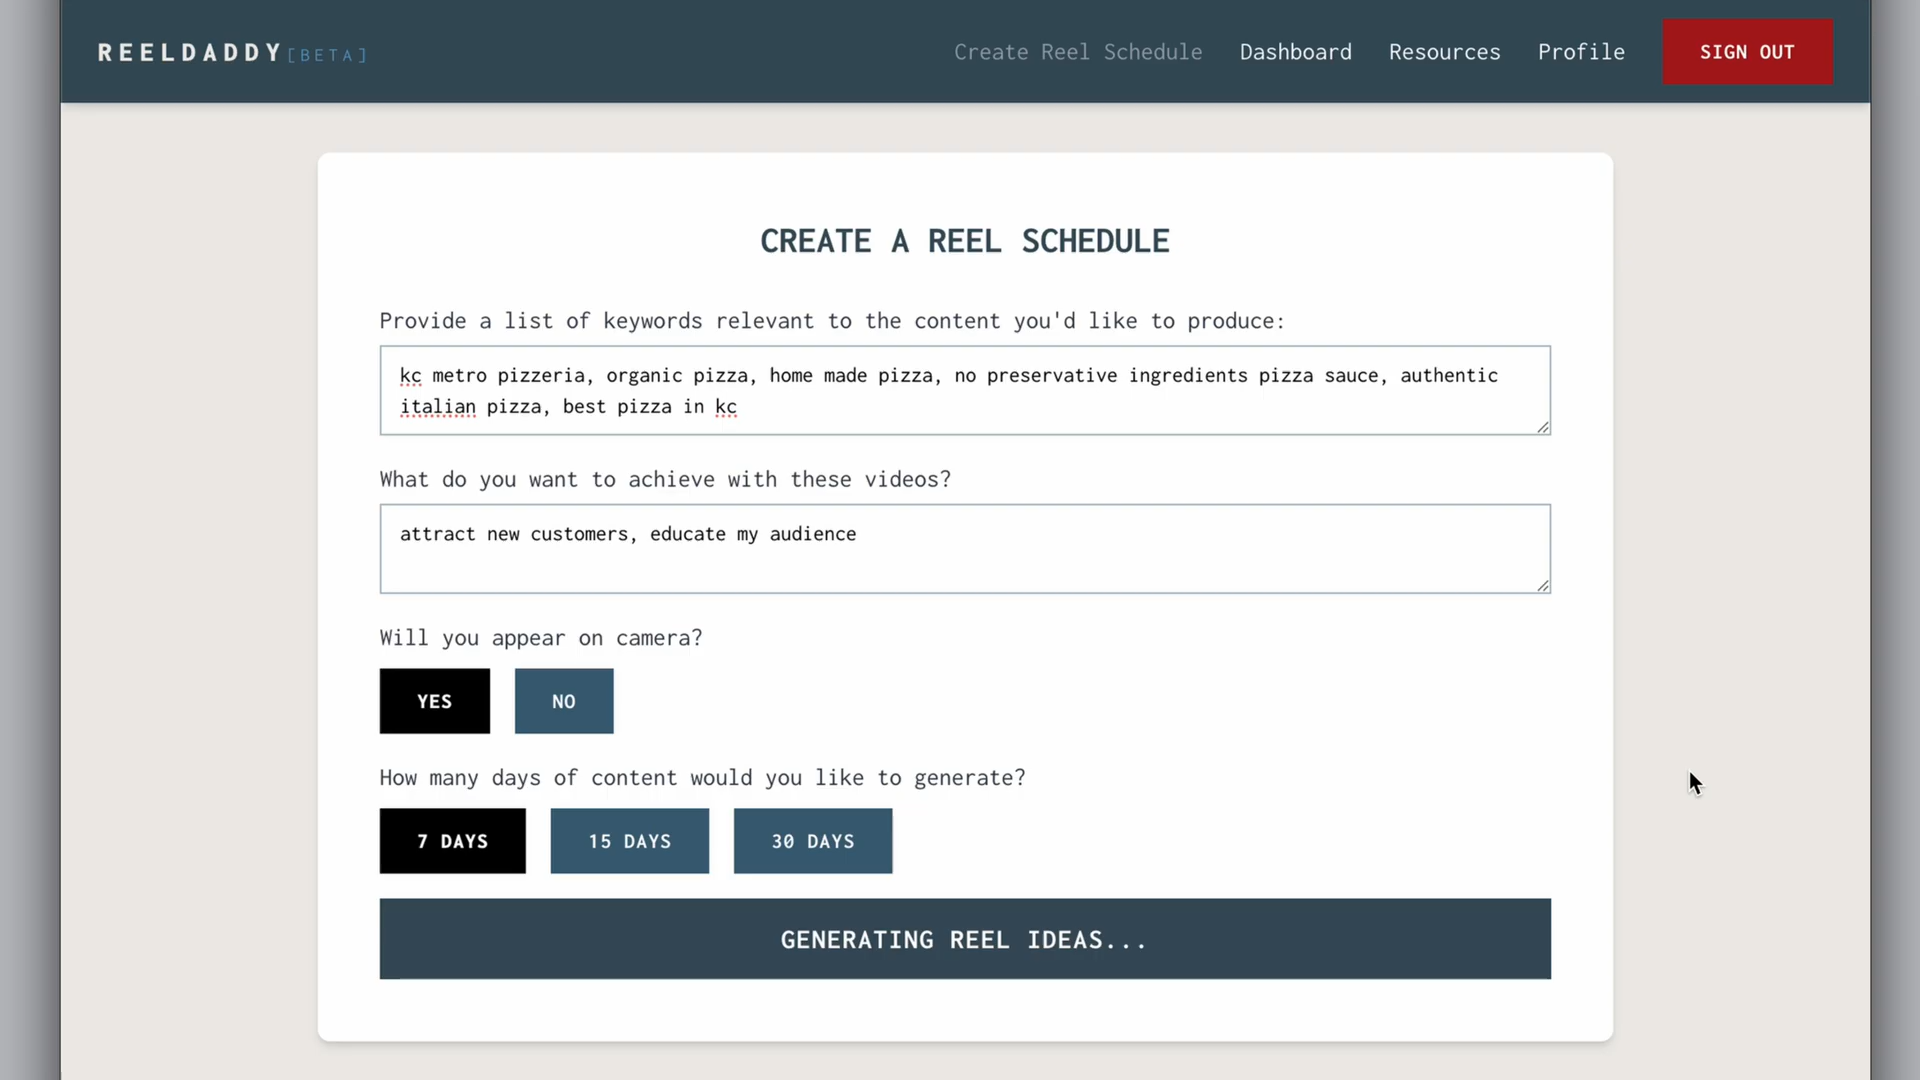 REELDADDY[BETA]
Create Reel Schedule
Dashboard
Resources
Profile
SIGN OUT
CREATE A REEL SCHEDULE
Provide a list of keywords relevant to the content you'd like to produce:
kc metro pizzeria, organic pizza, home made pizza, no preservative ingredients pizza sauce, authentic
italian pizza, best pizza in kc
What do you want to achieve with these videos?
attract new customers, educate my audience
Will you appear on camera?
YES
NO
How many days of content would you like to generate?
7 DAYS
15 DAYS
30 DAYS
GENERATING REEL IDEAS...